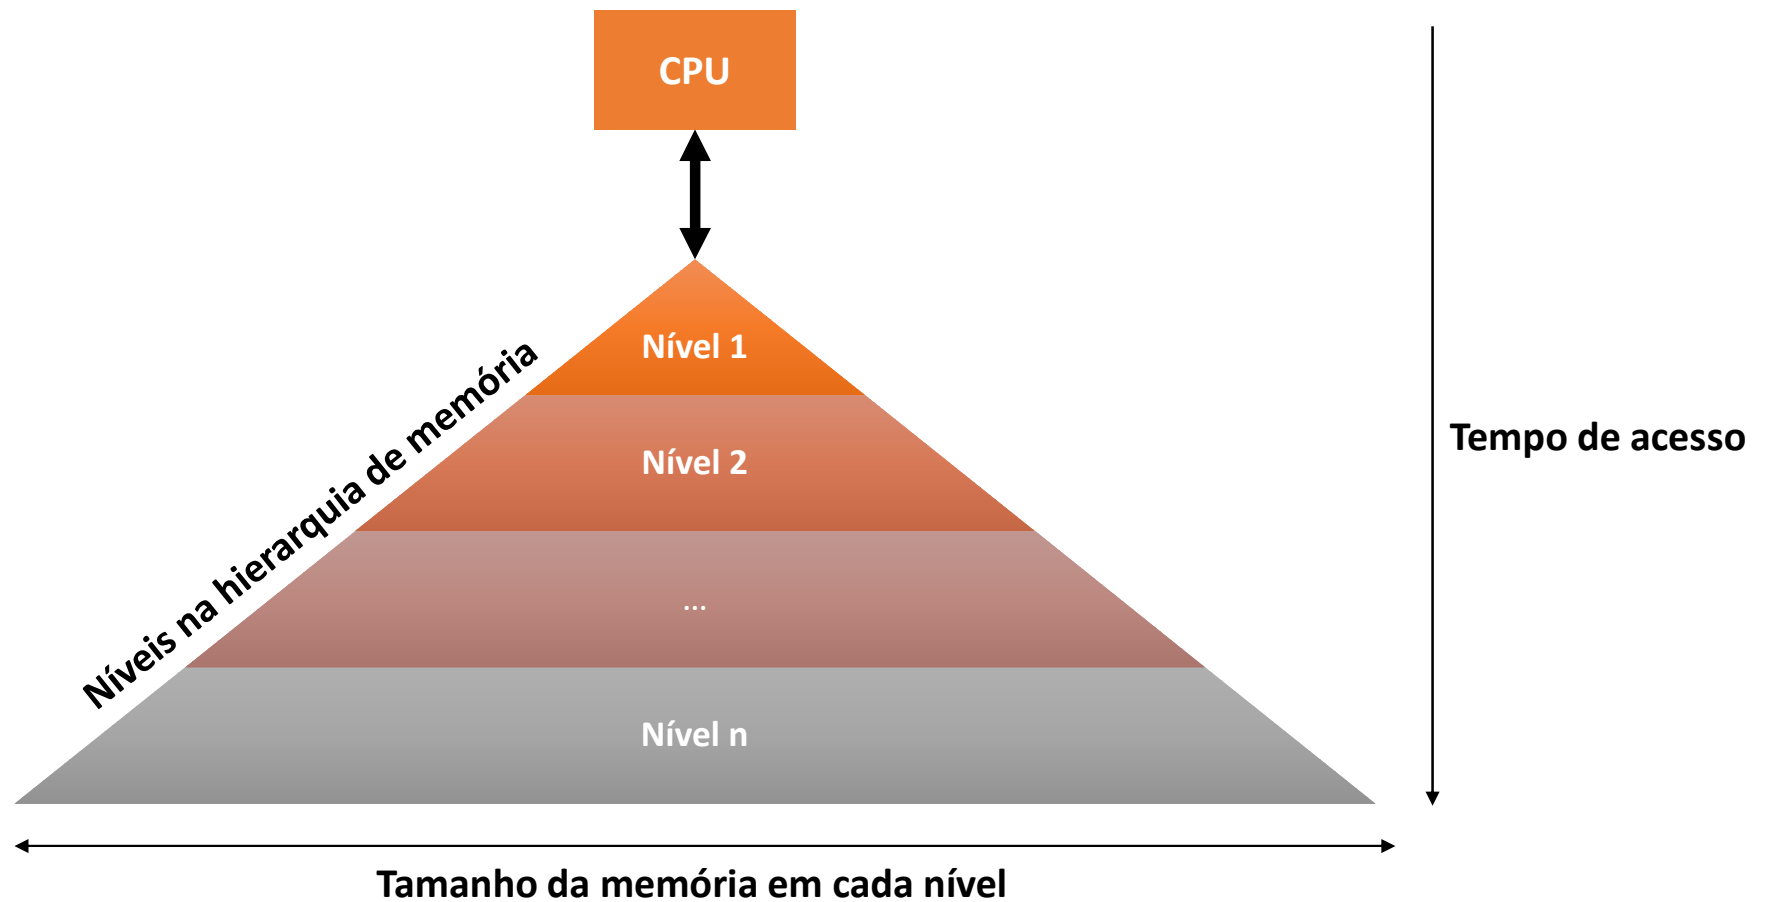 CPU
Nível 1
Níveis na hierarquia de memória
Nível 2
Tempo de acesso
...
Nível n
Tamanho da memória em cada nível